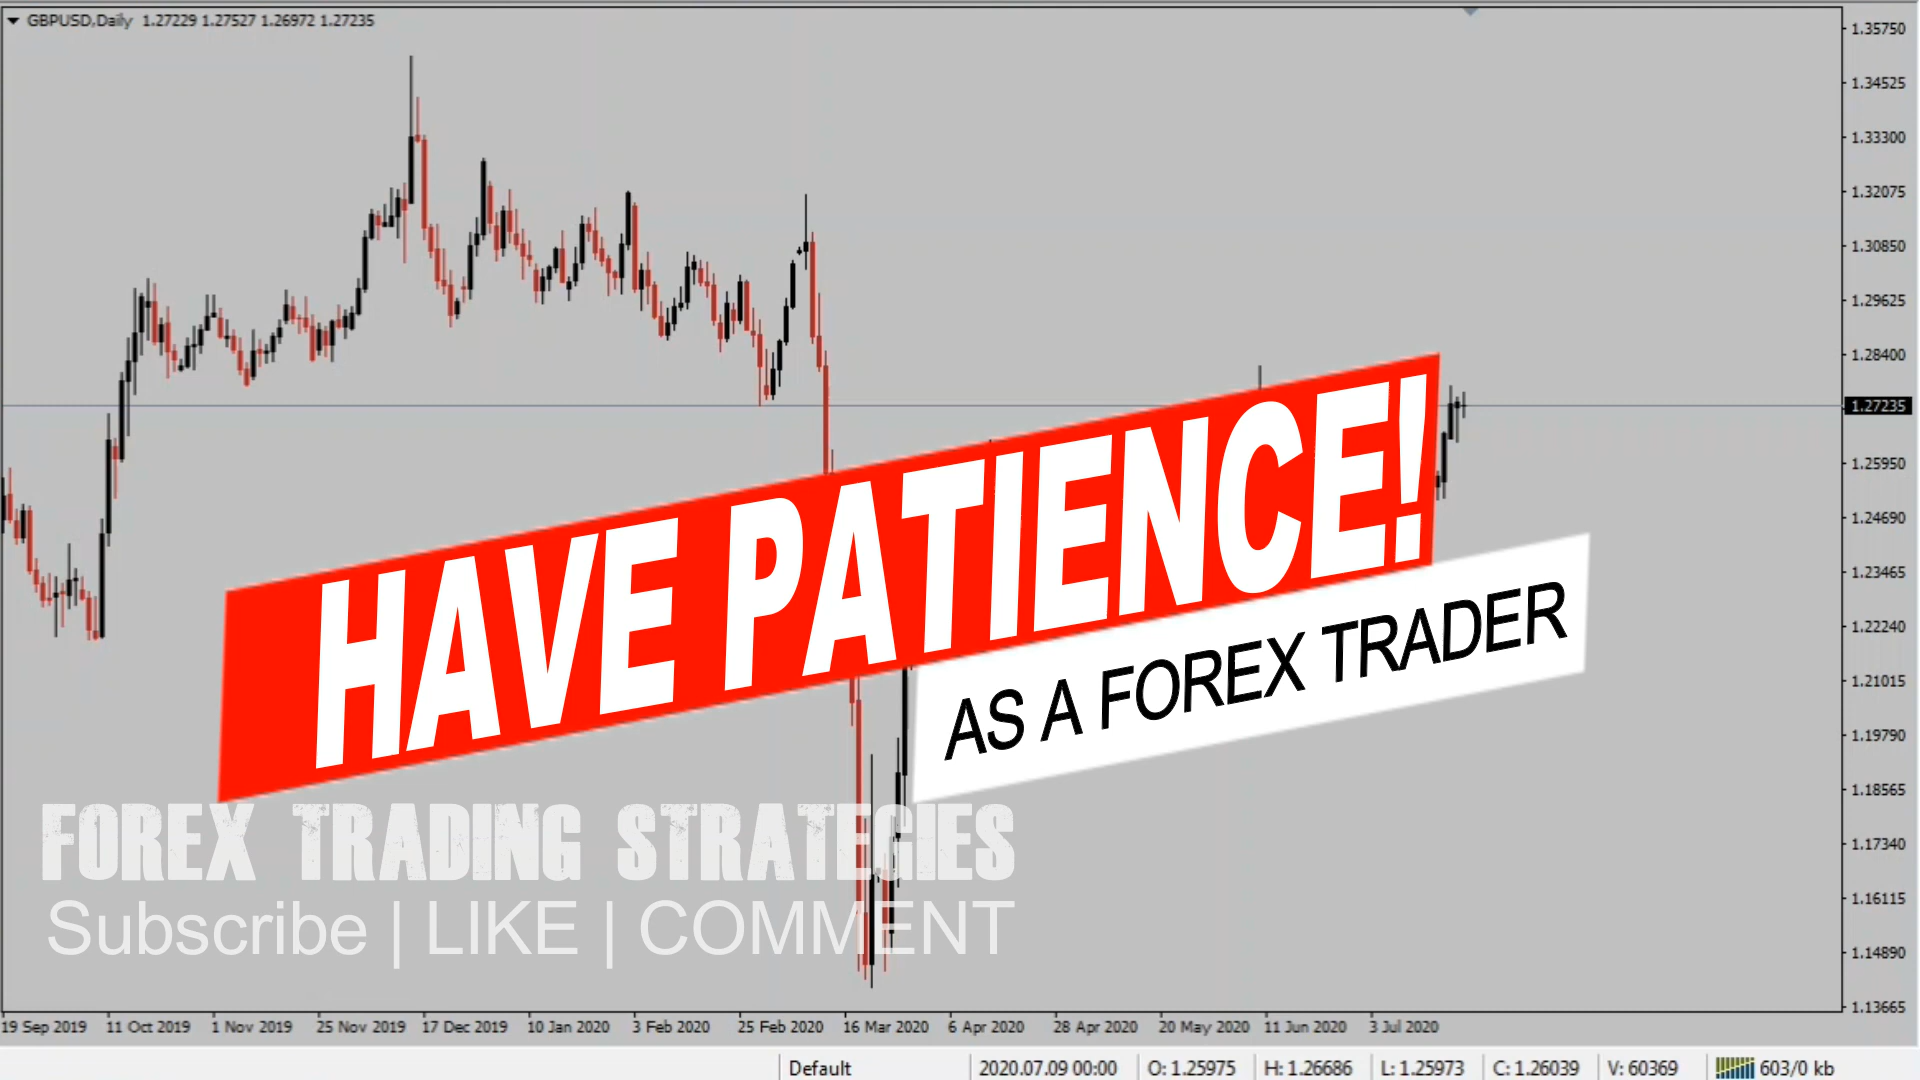 GBPUSD,Daily 1.27229 1.27527 1.26972 1.27235
1.35750
1.34525
1.33300
1.32075
1.30850
1.29625
1.28400
1.27235
1.25950
1.24690
1.23465
1.22240
1.21015
1.19790
1.18565
1.17340
1.16115
1.14890
1.13665
HAVE PATIENCE!
AS A FOREX TRADER
FOREX TRADING STRATEGIES
Subscribe | LIKE | COMMENT
19 Sep 2019 11 Oct 2019 1 Nov 2019 25 Nov 2019 17 Dec 2019 10 Jan 2020 3 Feb 2020 25 Feb 2020 16 Mar 2020 6 Apr 2020 28 Apr 2020 20 May 2020 11 Jun 2020 3 Jul 2020
Default 2020.07.09 00:00 O: 1.25975 H: 1.26686 L: 1.25973 C: 1.26039 V: 60369 603/0 kb